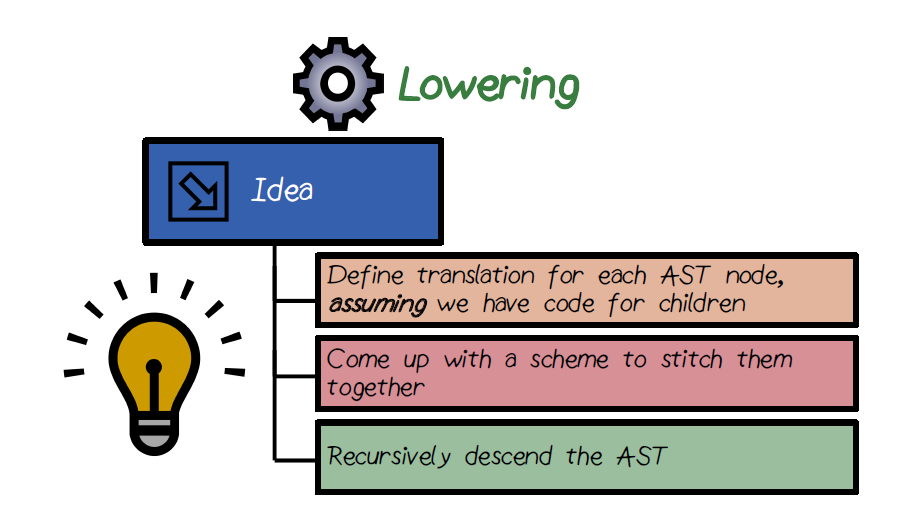 Lowering
Idea
Define translation for each AST node,
assuming we have code for children
Come up with a scheme to stitch them
together
Recursively descend the AST